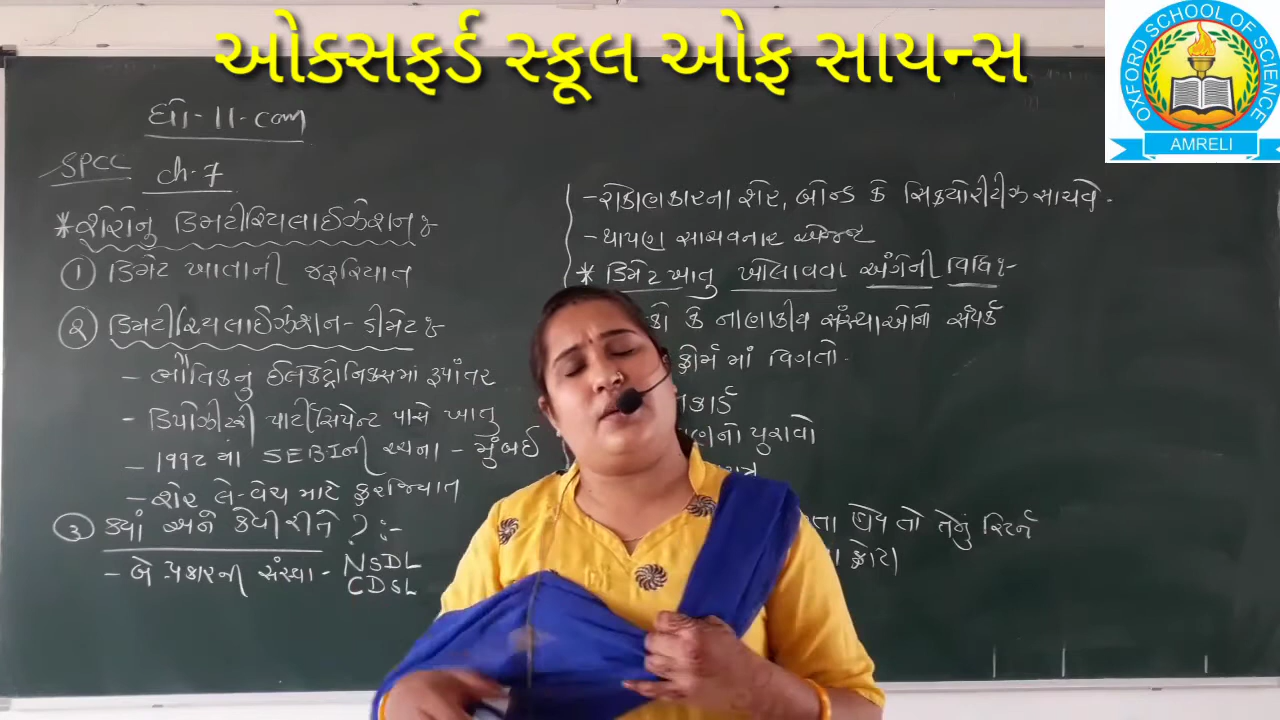 ઓક્સફર્ડ સ્કૂલ ઓફ સાયન્સ
OXFORD SCHOOL OF SCIENCE
AMRELI
ધો-11-com
SPCC ch-7
* શેરોનું ડિમટીરિયલાઈઝેશન :-
① ડિમેટ ખાતાની જરૂરિયાત
② ડિમટીરિયલાઈઝેશન - ડીમેટ :-
- ભૌતિકનું ઈલેક્ટ્રોનિક્સમાં રૂપાંતર
- ડિપોઝીટરી પાર્ટીસિપેન્ટ પાસે ખાતુ
- ૧૯૯૨ માં SEBIની રચના - મુંબઈ
- શેર લે-વેચ માટે ફરજિયાત
③ ક્યાં અને કેવી રીતે ? :-
- બે પ્રકારની સંસ્થા - NSDL
CDSL
- રોકાણકારના શેર, બોન્ડ કે સિક્યોરીટીઝ સાચવે.
- થાપણ સાચવનાર એજન્ટ
* ડિમેટ ખાતુ ખોલાવવા અંગેની વિધિ :-
કે નાણાકીય સંસ્થાઓનો સંપર્ક
ફોર્મ માં વિગતો.
પુરાવો
હોય તો તેનું રિટર્ન
ફોટા